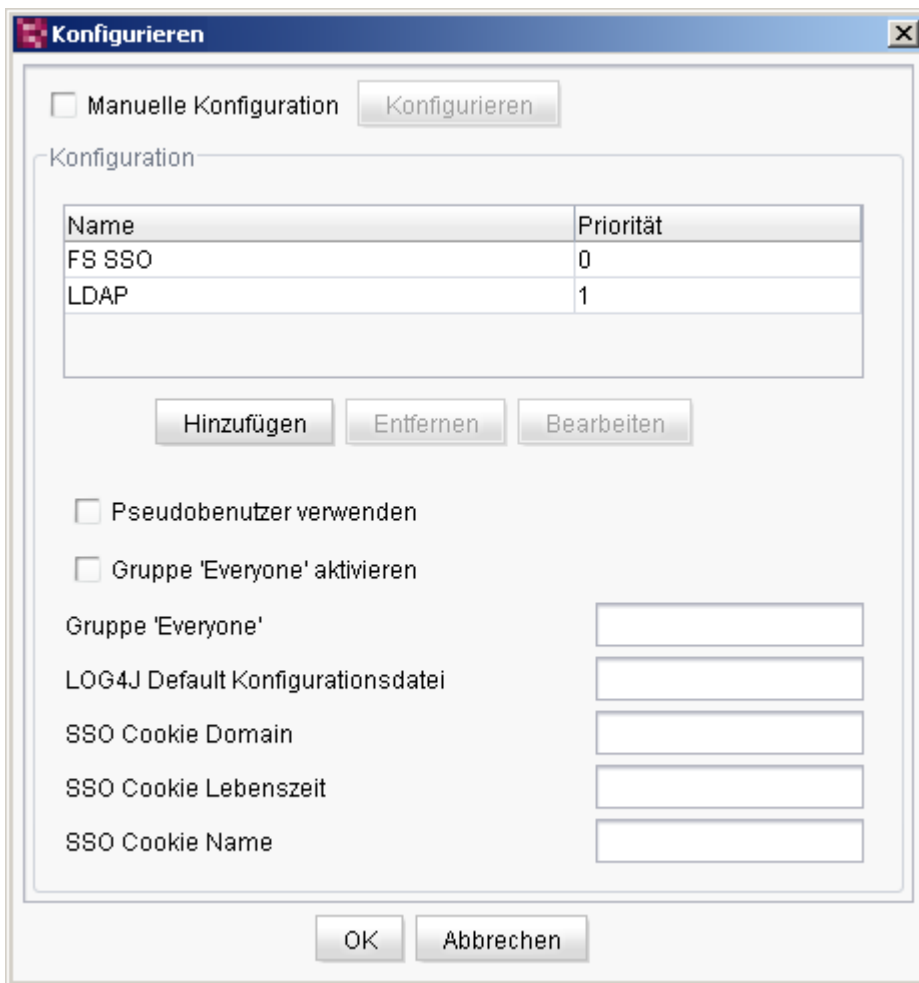 Konfigurieren
Manuelle Konfiguration Konfigurieren
Konfiguration
Name Priorität
FS SSO 0
LDAP 1
Hinzufügen Entfernen Bearbeiten
Pseudobenutzer verwenden
Gruppe 'Everyone' aktivieren
Gruppe 'Everyone'
LOG4J Default Konfigurationsdatei
SSO Cookie Domain
SSO Cookie Lebenszeit
SSO Cookie Name
OK Abbrechen